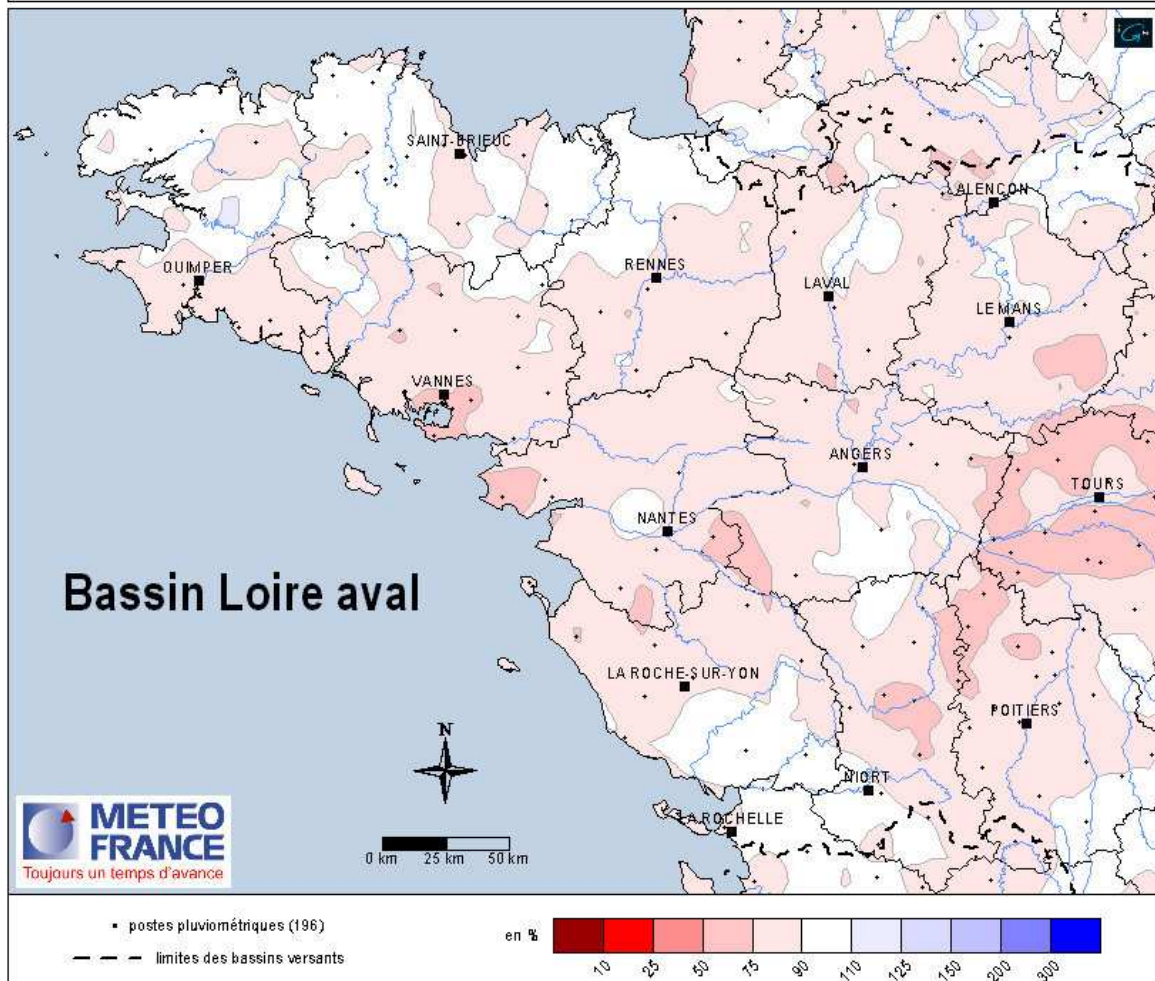 SAINT-BRIEUC
ALENCON
QUIMPER
RENNES
LAVAL
LE MANS
VANNES
ANGERS
TOURS
NANTES
Bassin Loire aval
LA ROCHE-SUR-YON
POITIERS
N
NIORT
METEO
FRANCE
Toujours un temps d'avance
LA ROCHELLE
0 km 25 km 50 km
postes pluviométriques (196)
limites des bassins versants
en %
10 25 50 75 90 110 125 150 200 300